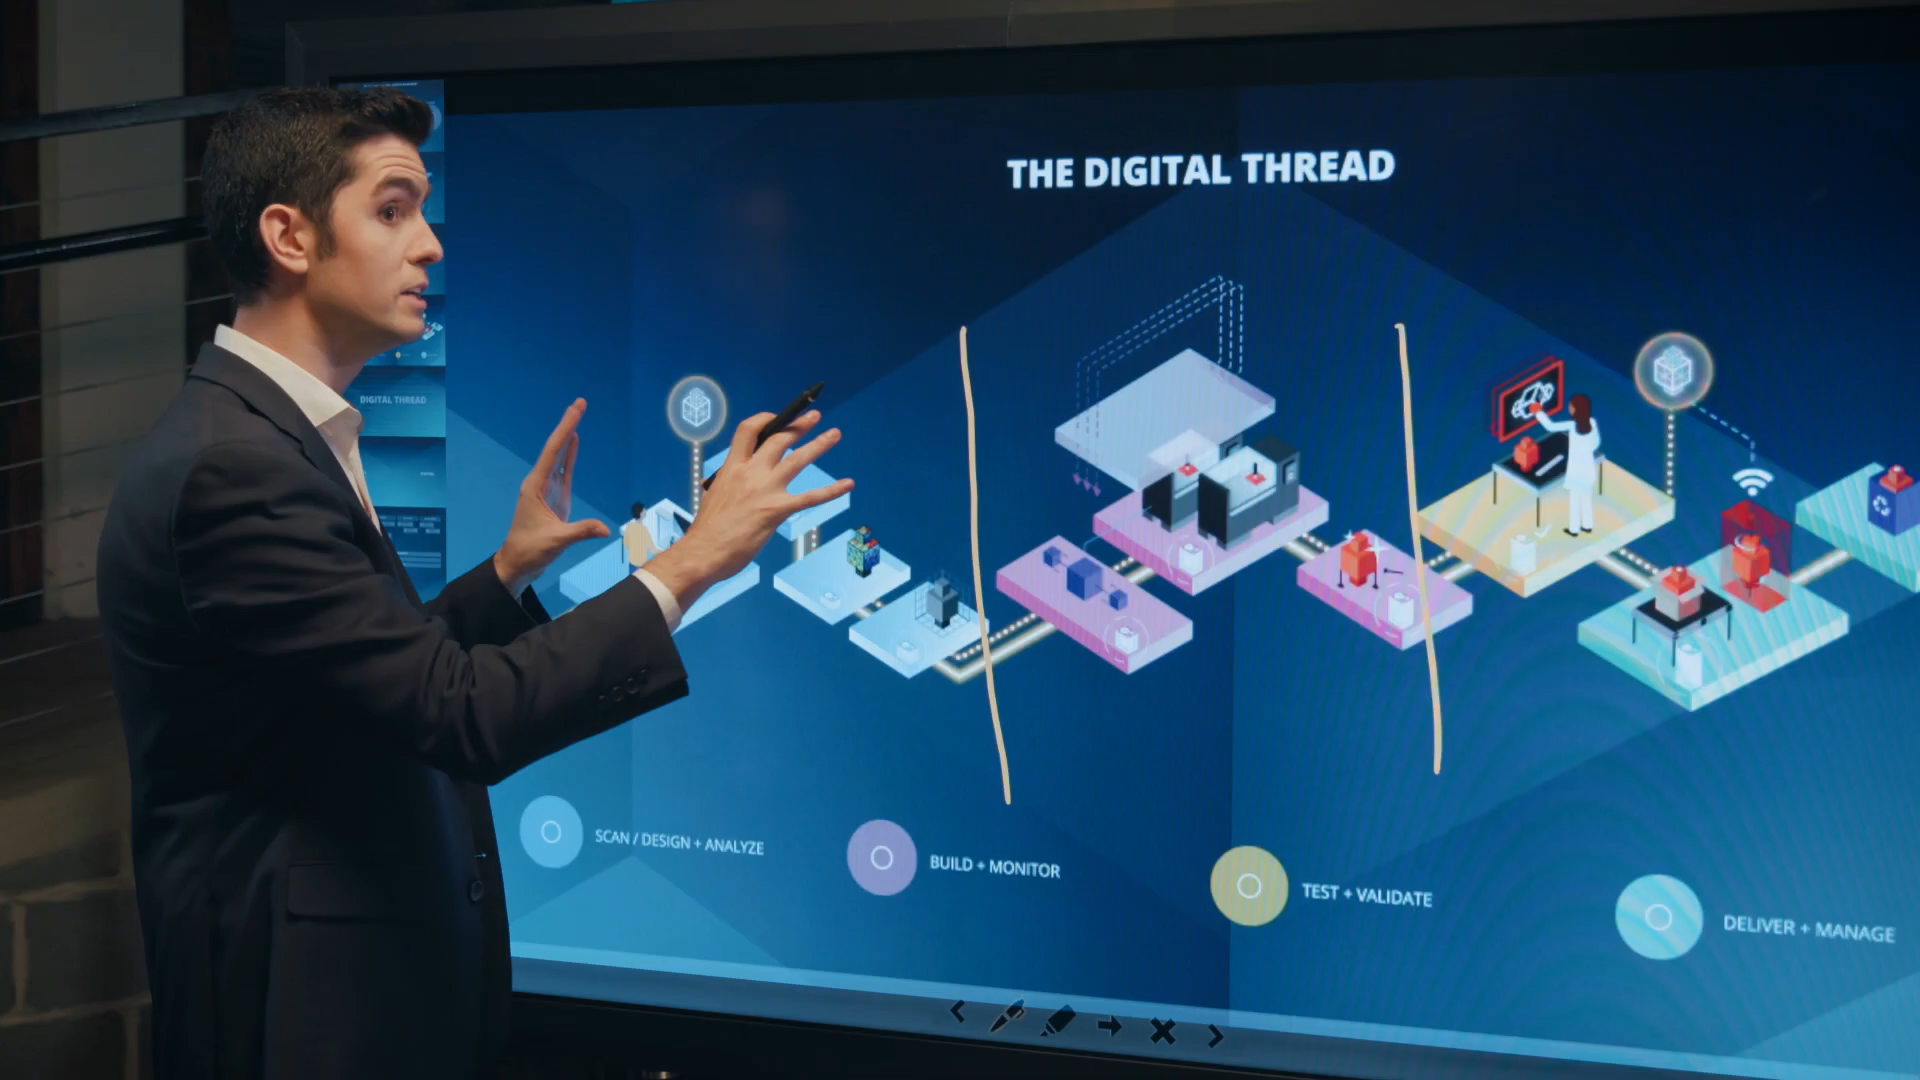 THE DIGITAL THREAD
DIGITAL THREAD
SCAN / DESIGN + ANALYZE
BUILD + MONITOR
TEST + VALIDATE
DELIVER + MANAGE